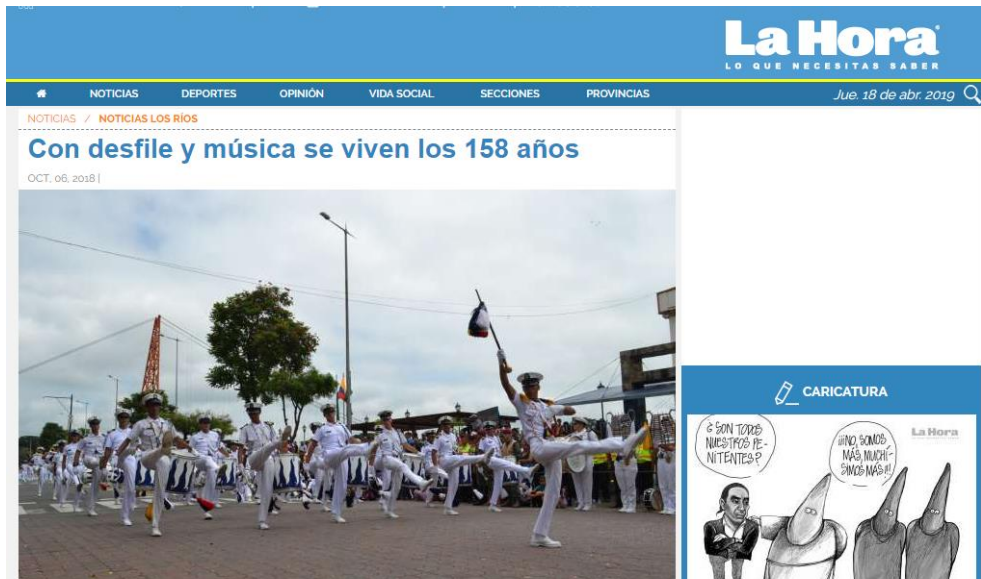 La Hora
LO QUE NECESITAS SABER
NOTICIAS DEPORTES OPINIÓN VIDA SOCIAL SECCIONES PROVINCIAS Jue. 18 de abr. 2019
NOTICIAS / NOTICIAS LOS RÍOS
Con desfile y música se viven los 158 años
OCT, 06, 2018 |
CARICATURA
¿SON TODOS
NUESTROS PE-
NITENTES?
La Hora
¡¡¡NO, SOMOS
MÁS, MUCHÍ-
SIMOS MÁS!!!